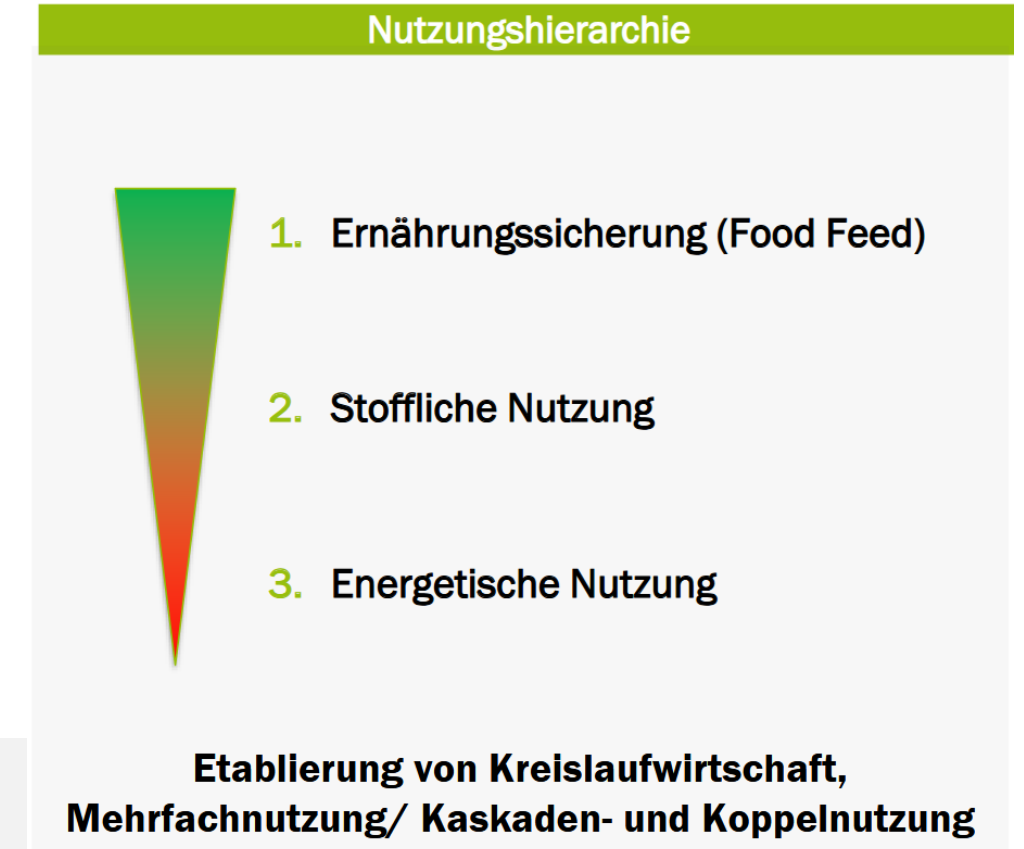 Nutzungshierarchie
1. Ernährungssicherung (Food Feed)
2. Stoffliche Nutzung
3. Energetische Nutzung
Etablierung von Kreislaufwirtschaft,
Mehrfachnutzung/ Kaskaden- und Koppelnutzung